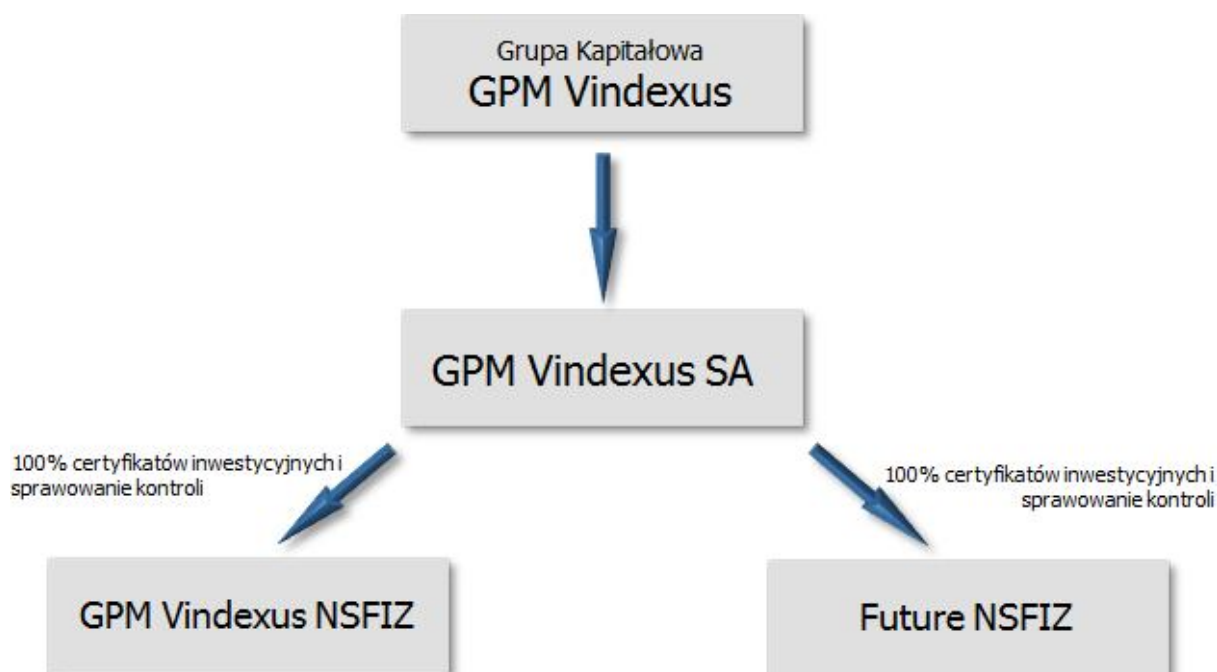 Grupa Kapitałowa
GPM Vindexus
GPM Vindexus SA
100% certyfikatów inwestycyjnych i
sprawowanie kontroli
100% certyfikatów inwestycyjnych i
sprawowanie kontroli
GPM Vindexus NSFIZ
Future NSFIZ